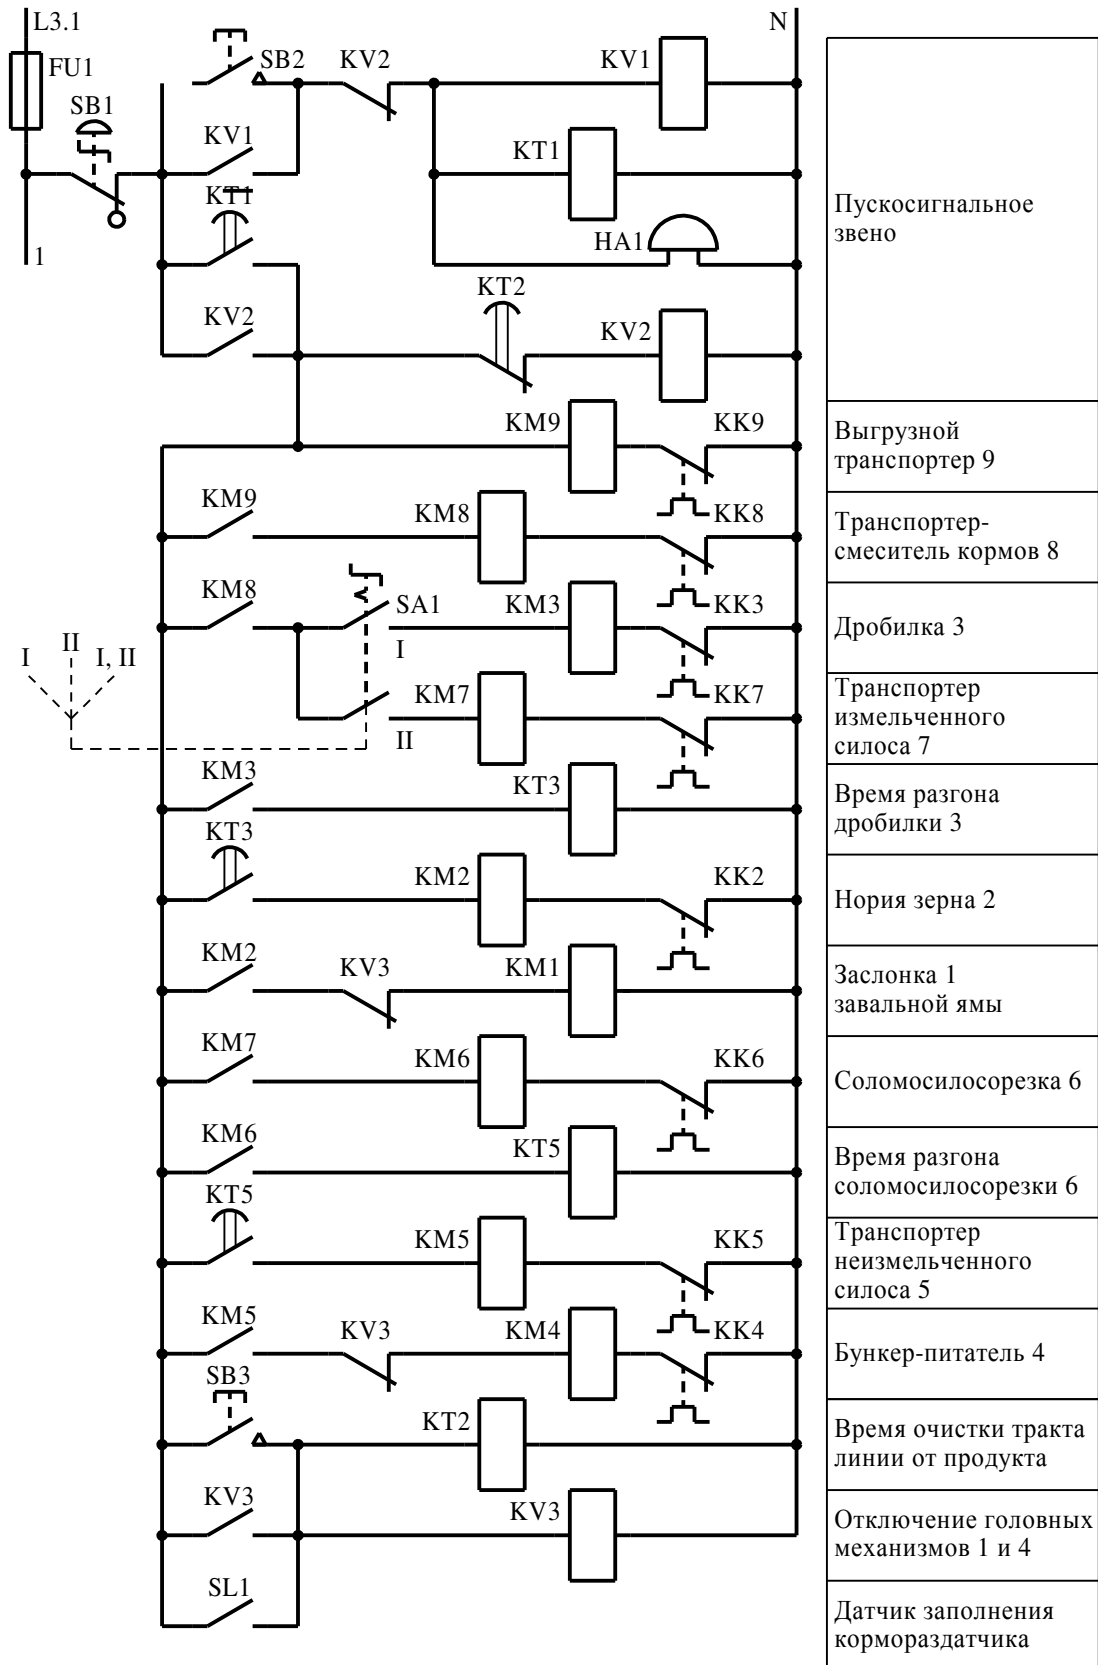 L3.1
N
FU1
SB1
SB2
KV2
KV1
KV1
KT1
KT1
HA1
1
KT2
KV2
KV2
Пускосигнальное
звено
KM9
KK9
Выгрузной
транспортер 9
KM9
KM8
KK8
Транспортер-
смеситель кормов 8
KM8
SA1
I
KM3
KK3
Дробилка 3
I
II
I, II
II
KM7
KK7
Транспортер
измельченного
силоса 7
KM3
KT3
Время разгона
дробилки 3
KT3
KM2
KK2
Нория зерна 2
KM2
KV3
KM1
Заслонка 1
завальной ямы
KM7
KM6
KK6
Соломосилосорезка 6
KM6
KT5
Время разгона
соломосилосорезки 6
KT5
KM5
KK5
Транспортер
неизмельченного
силоса 5
KM5
KV3
KM4
KK4
Бункер-питатель 4
SB3
KT2
Время очистки тракта
линии от продукта
KV3
KV3
Отключение головных
механизмов 1 и 4
SL1
Датчик заполнения
кормораздатчика